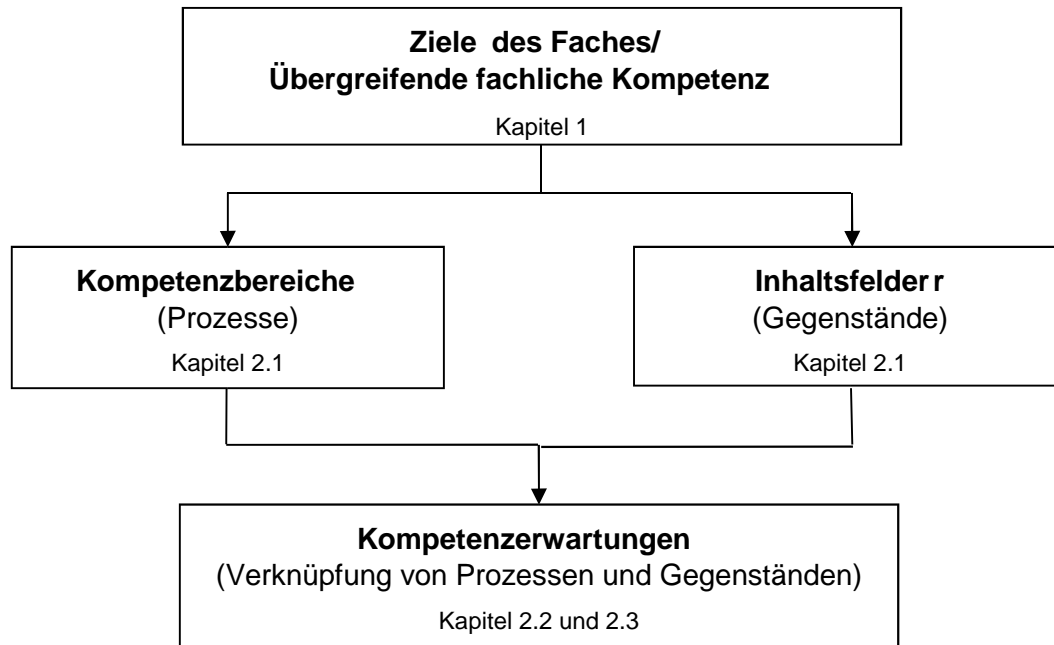 Ziele des Faches/
Übergreifende fachliche Kompetenz
Kapitel 1
Kompetenzbereiche
(Prozesse)
Kapitel 2.1
Inhaltsfelder r
(Gegenstände)
Kapitel 2.1
Kompetenzerwartungen
(Verknüpfung von Prozessen und Gegenständen)
Kapitel 2.2 und 2.3